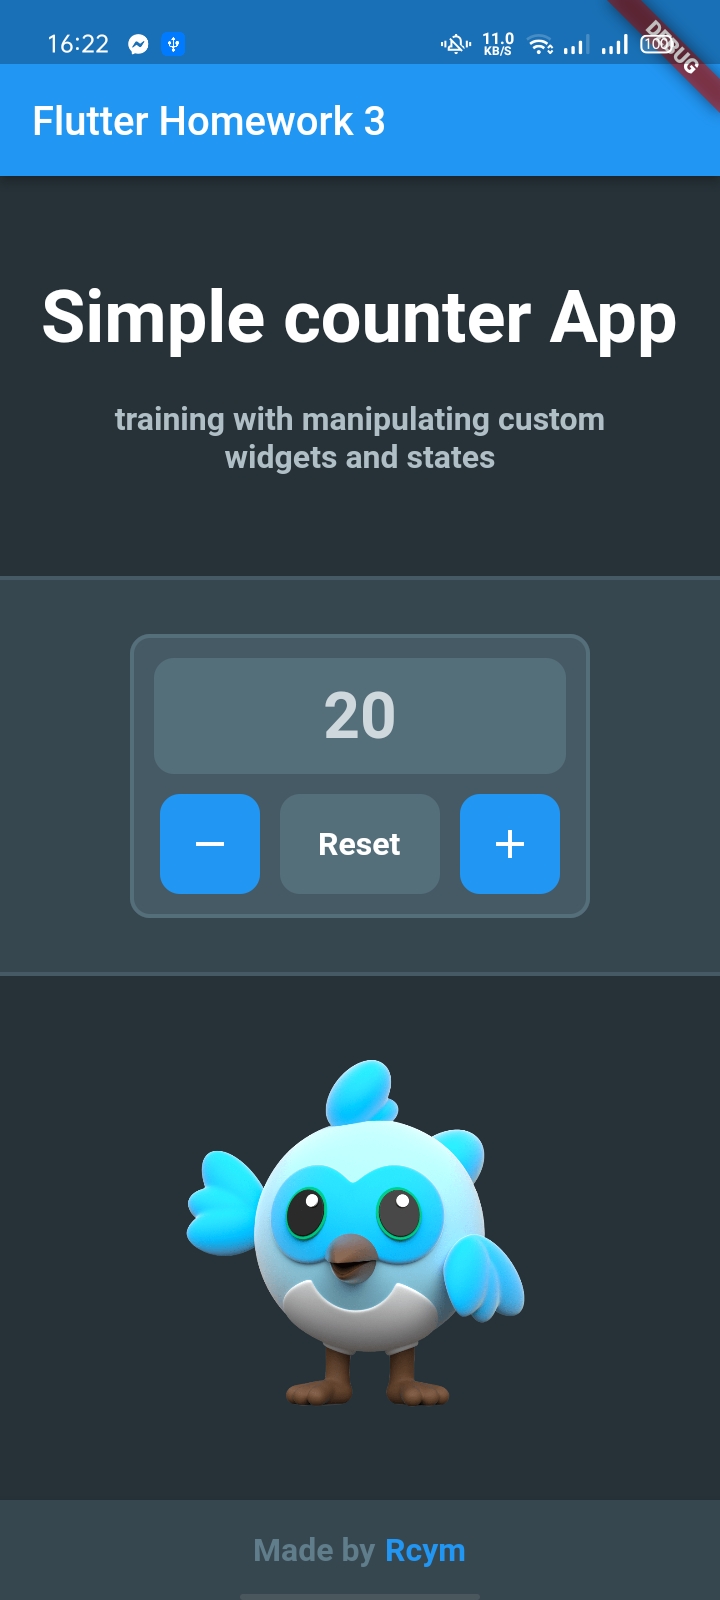 16:22
11.0
KB/S
100
DEBUG
Flutter Homework 3
Simple counter App
training with manipulating custom
widgets and states
20
Reset
Made by Rcym